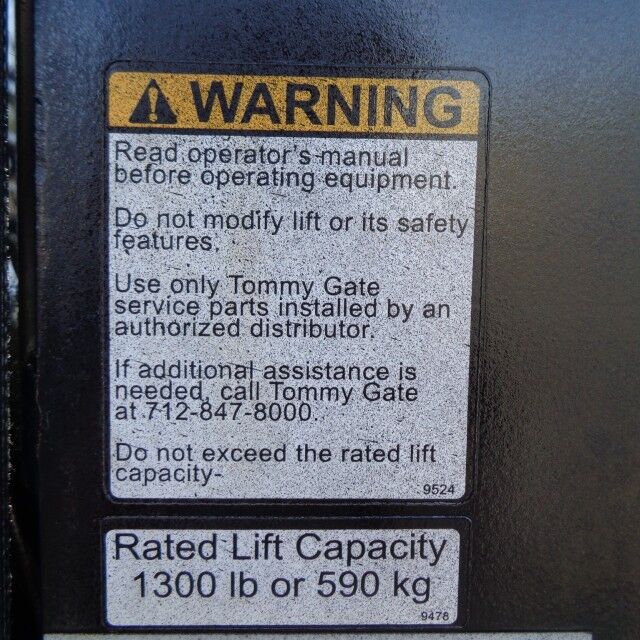 WARNING
Read operator's manual
before operating equipment.
Do not modify lift or its safety
features.
Use only Tommy Gate
service parts installed by an
authorized distributor.
If additional assistance is
needed, call Tommy Gate
at 712-847-8000.
Do not exceed the rated lift
capacity-
9524
Rated Lift Capacity
1300 lb or 590 kg
9478